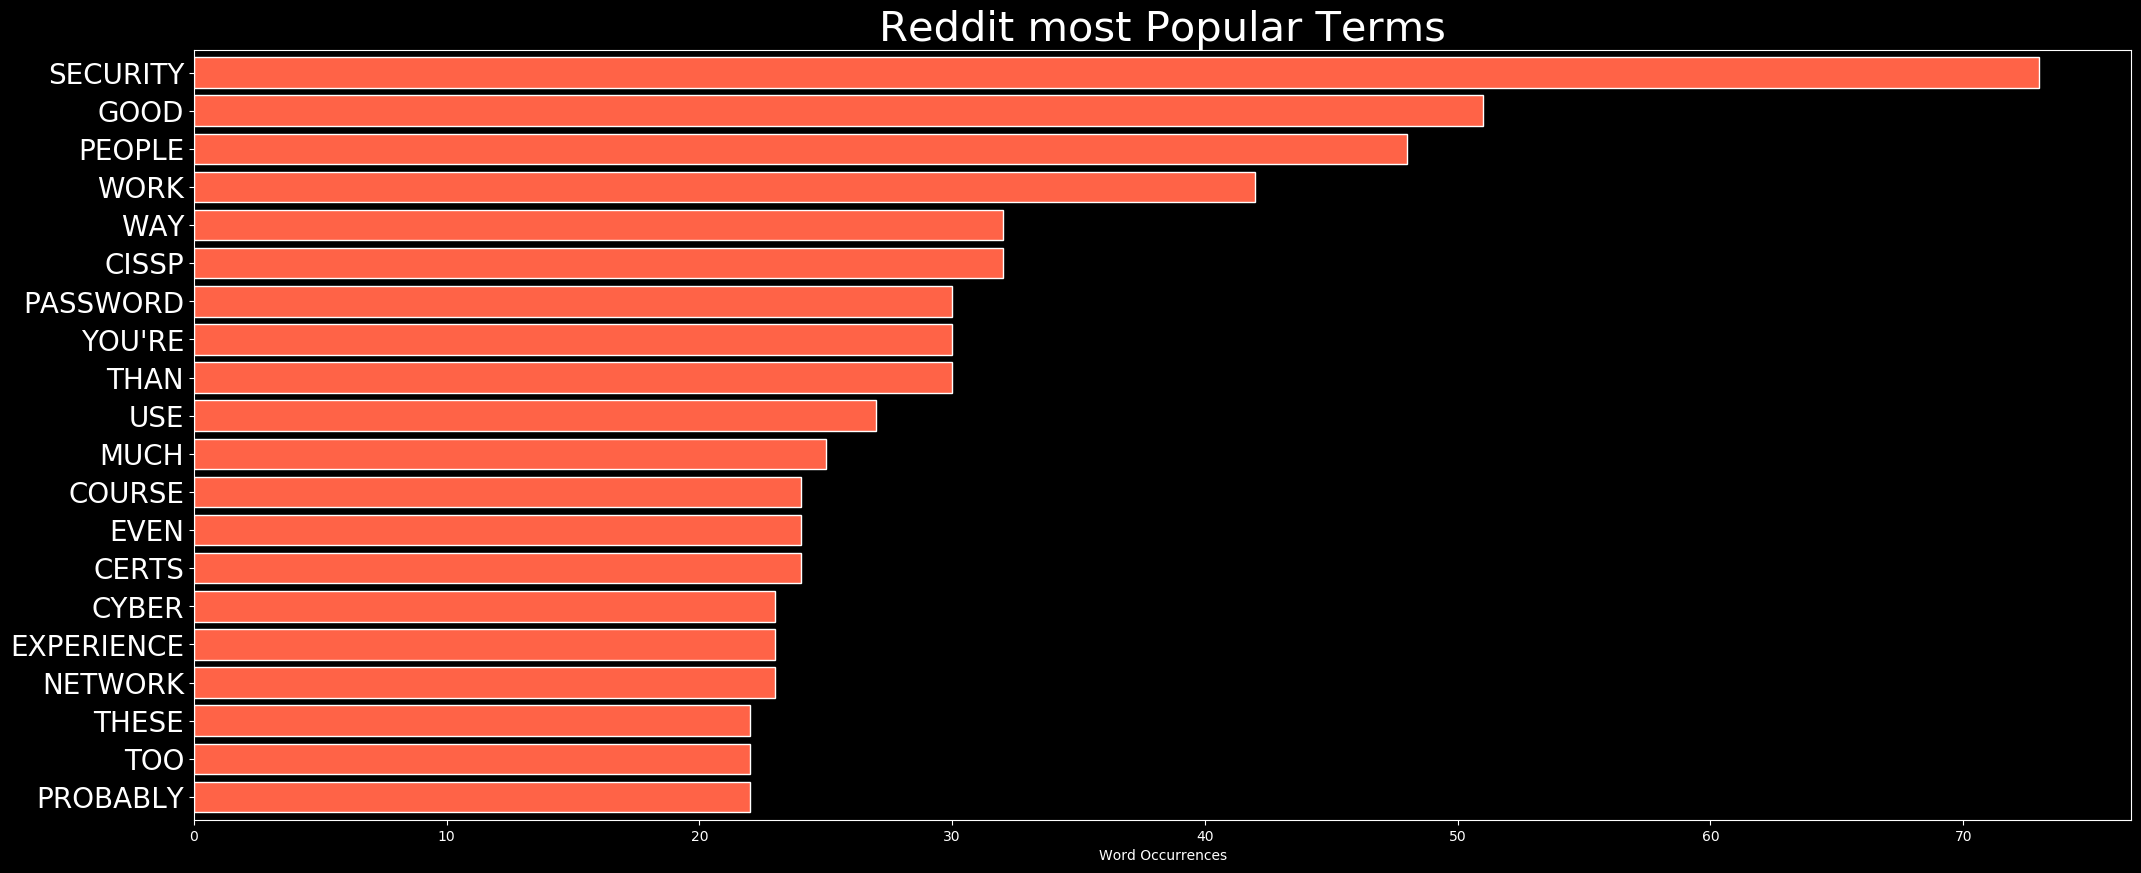 Reddit most Popular Terms
SECURITY
GOOD
PEOPLE
WORK
WAY
CISSP
PASSWORD
YOU'RE
THAN
USE
MUCH
COURSE
EVEN
CERTS
CYBER
EXPERIENCE
NETWORK
THESE
TOO
PROBABLY
0 10 20 30 40 50 60 70
Word Occurrences